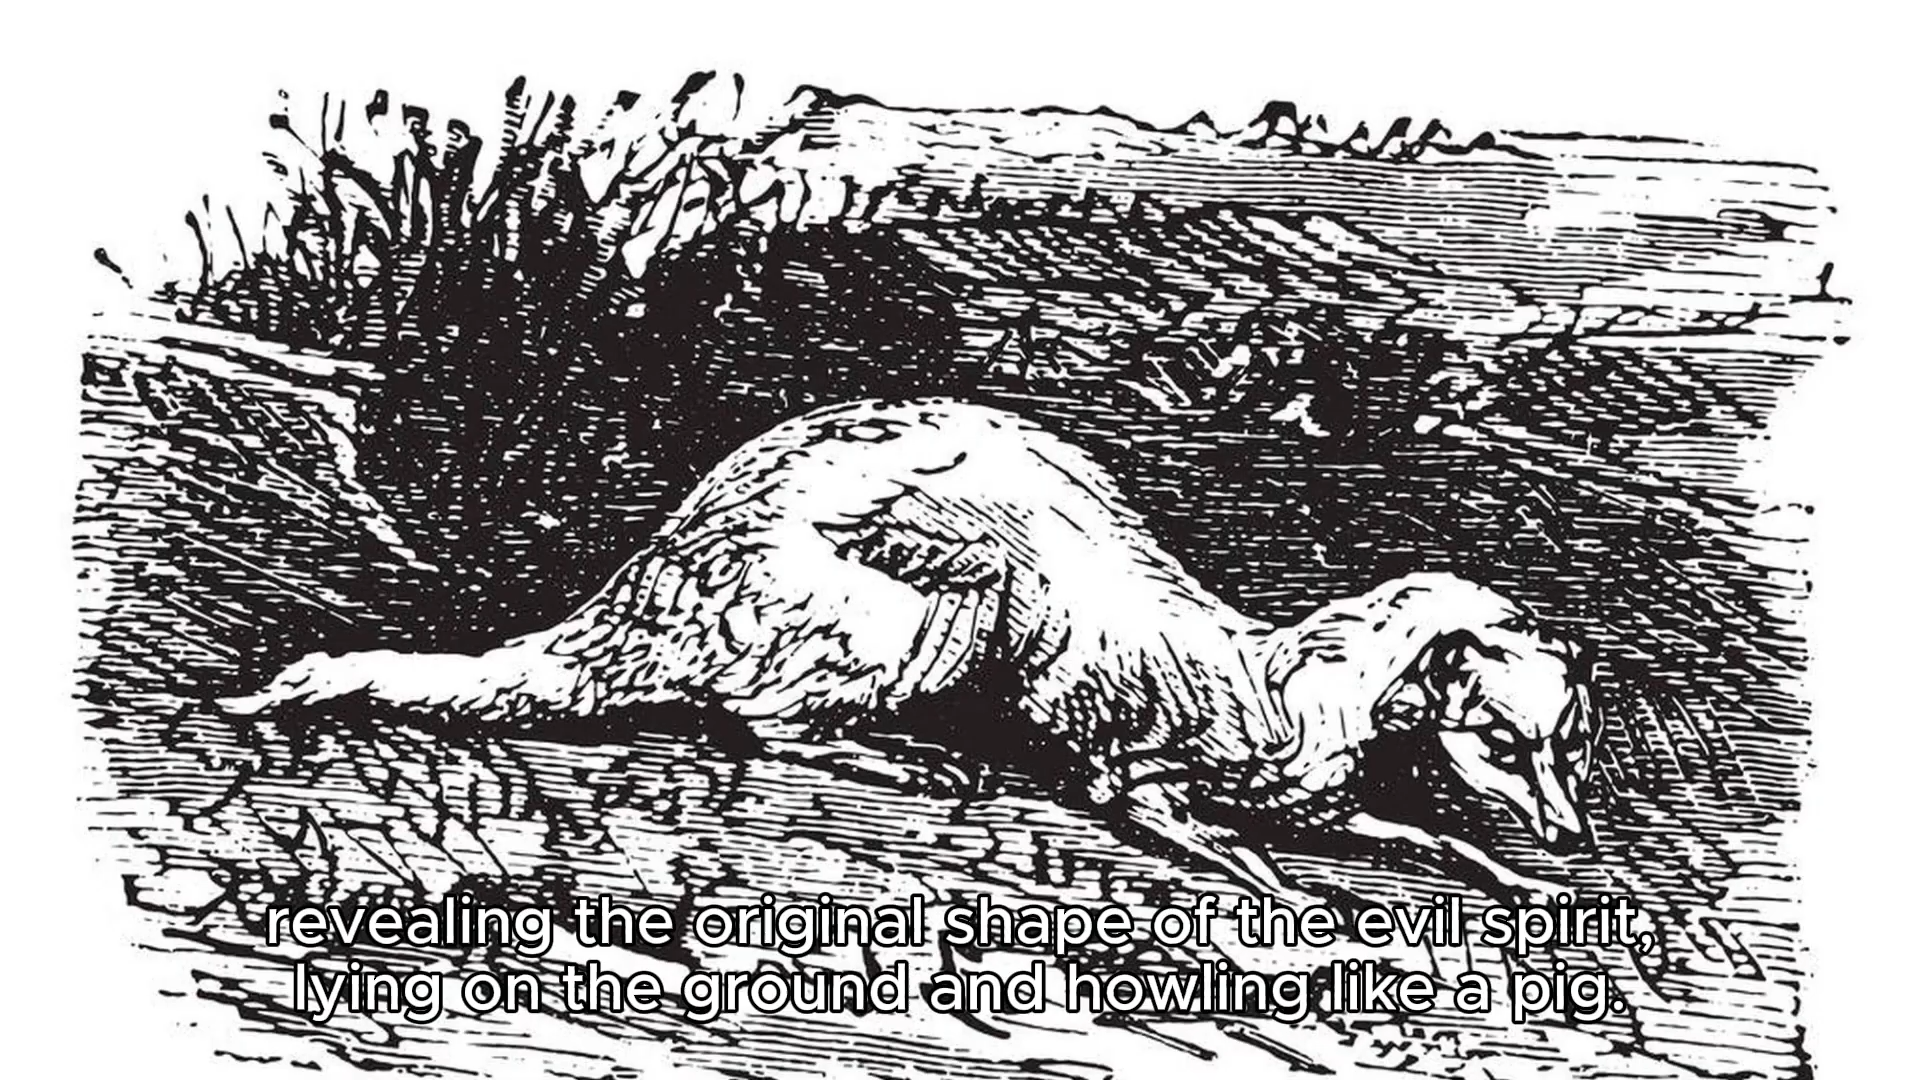 revealing the original shape of the evil spirit,
lying on the ground and howling like a pig.